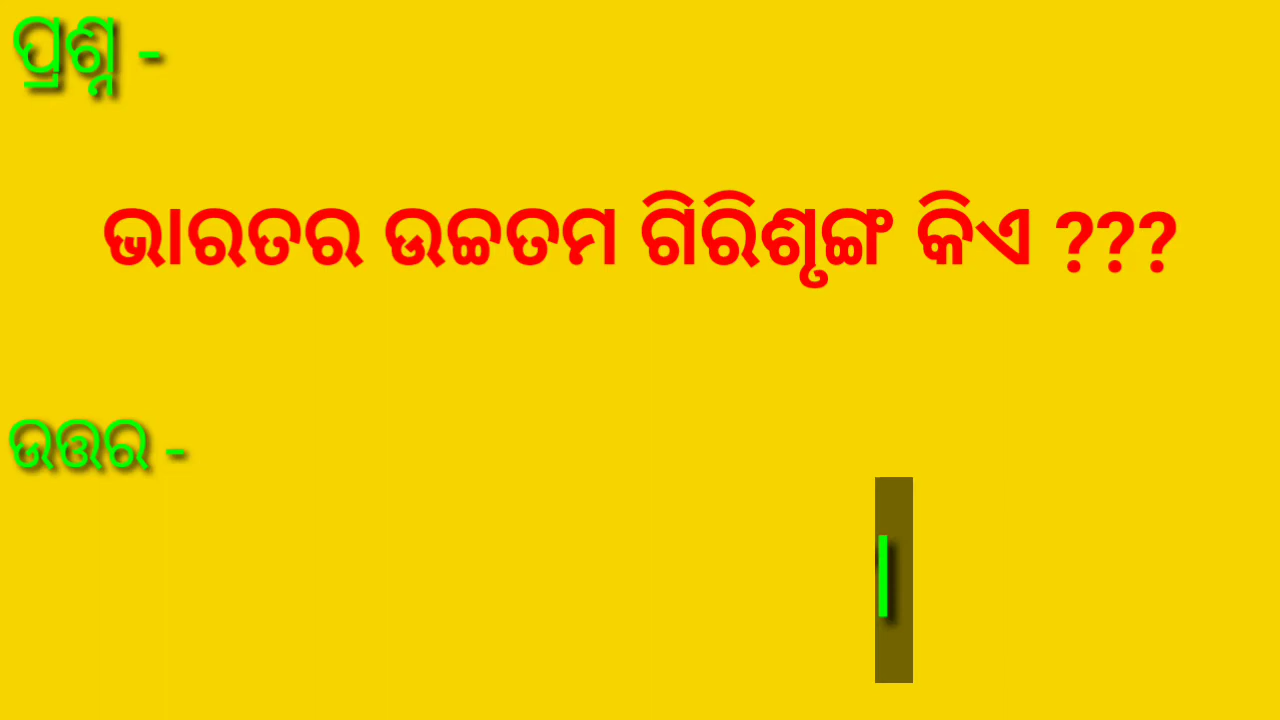 ପ୍ରଶ୍ନ -
ଭାରତର ଉଚ୍ଚତମ ଗିରିଶୃଙ୍ଗ କିଏ ???
ଉତ୍ତର -
।